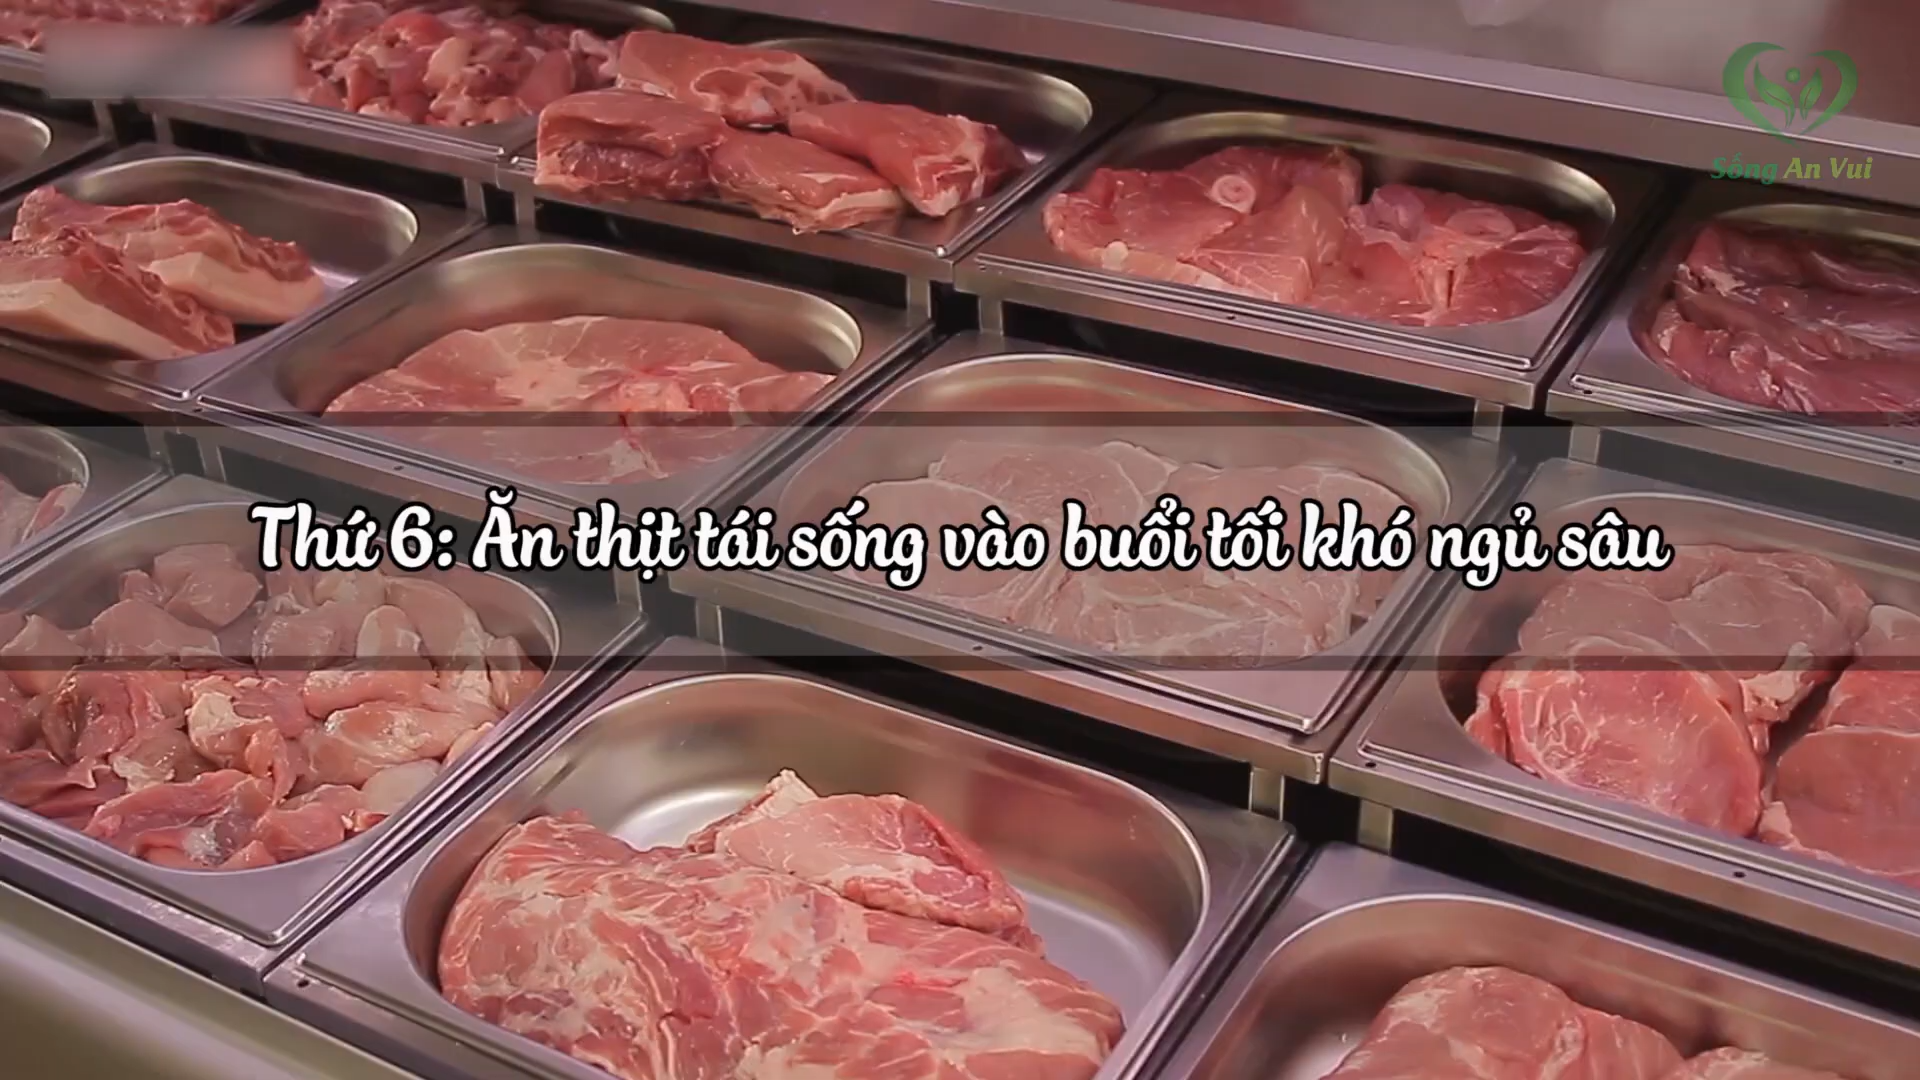 Sống An Vui
Thứ 6: Ăn thịt tái sống vào buổi tối khó ngủ sâu